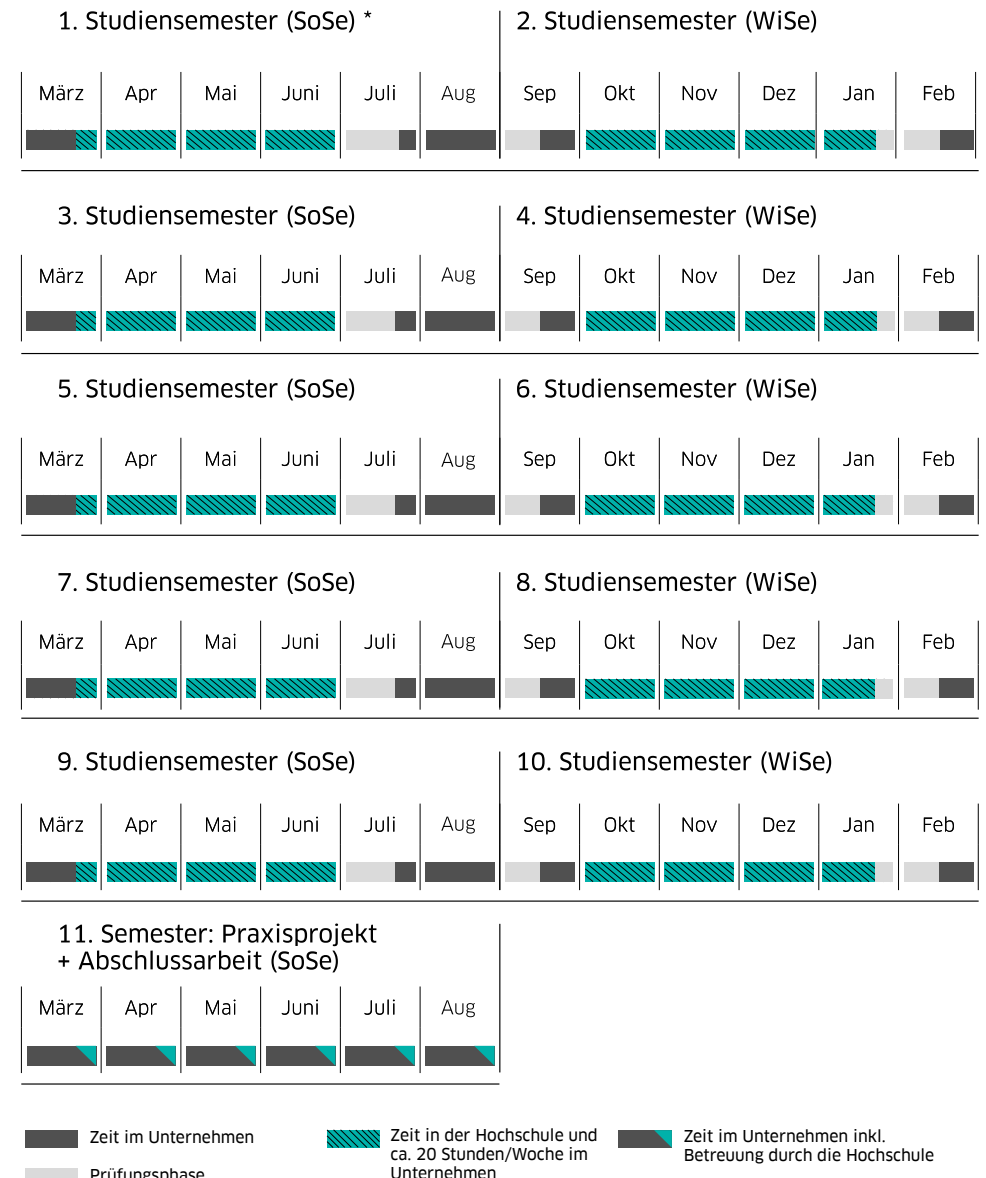 1. Studiensemester (SoSe) * 2. Studiensemester (WiSe)
März Apr Mai Juni Juli Aug Sep Okt Nov Dez Jan Feb
3. Studiensemester (SoSe) 4. Studiensemester (WiSe)
März Apr Mai Juni Juli Aug Sep Okt Nov Dez Jan Feb
5. Studiensemester (SoSe) 6. Studiensemester (WiSe)
März Apr Mai Juni Juli Aug Sep Okt Nov Dez Jan Feb
7. Studiensemester (SoSe) 8. Studiensemester (WiSe)
März Apr Mai Juni Juli Aug Sep Okt Nov Dez Jan Feb
9. Studiensemester (SoSe) 10. Studiensemester (WiSe)
März Apr Mai Juni Juli Aug Sep Okt Nov Dez Jan Feb
11. Semester: Praxisprojekt
+ Abschlussarbeit (SoSe)
März Apr Mai Juni Juli Aug
Zeit im Unternehmen
Prüfungsphase
Zeit in der Hochschule und
ca. 20 Stunden/Woche im
Unternehmen
Zeit im Unternehmen inkl.
Betreuung durch die Hochschule